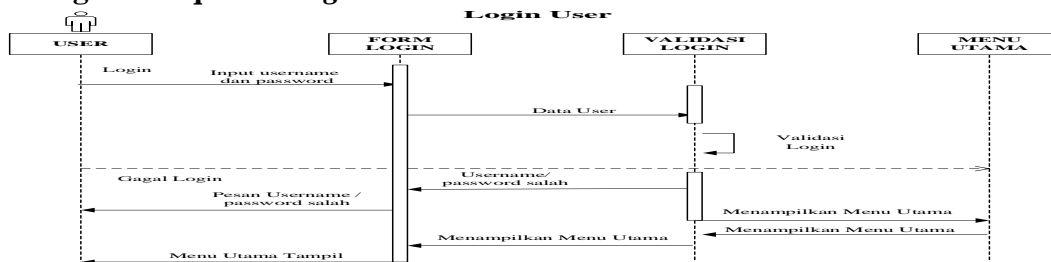 Login User
USER
FORM
LOGIN
VALIDASI
LOGIN
MENU
UTAMA
Login
Input username
dan password
Data User
Validasi
Login
Gagal Login
Username/
password salah
Pesan Username /
password salah
Menampilkan Menu Utama
Menampilkan Menu Utama
Menampilkan Menu Utama
Menu Utama Tampil